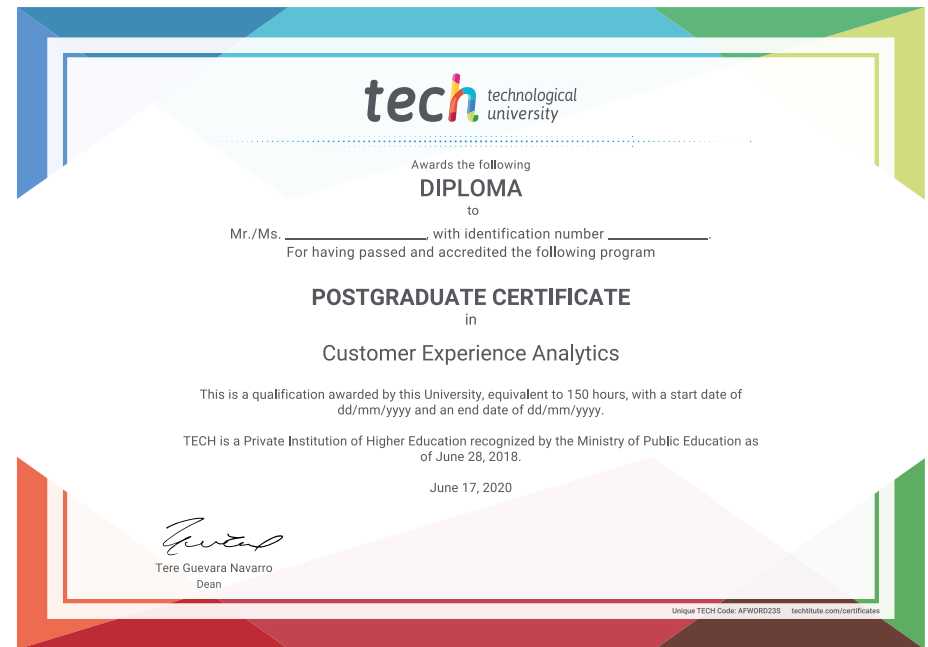 tech technological
university
Awards the following
DIPLOMA
to
Mr./Ms. ____________________, with identification number ______________.
For having passed and accredited the following program
POSTGRADUATE CERTIFICATE
in
Customer Experience Analytics
This is a qualification awarded by this University, equivalent to 150 hours, with a start date of
dd/mm/yyyy and an end date of dd/mm/yyyy.
TECH is a Private Institution of Higher Education recognized by the Ministry of Public Education as
of June 28, 2018.
June 17, 2020
Tere Guevara Navarro
Dean
Unique TECH Code: AFWORD23S techtitute.com/certificates